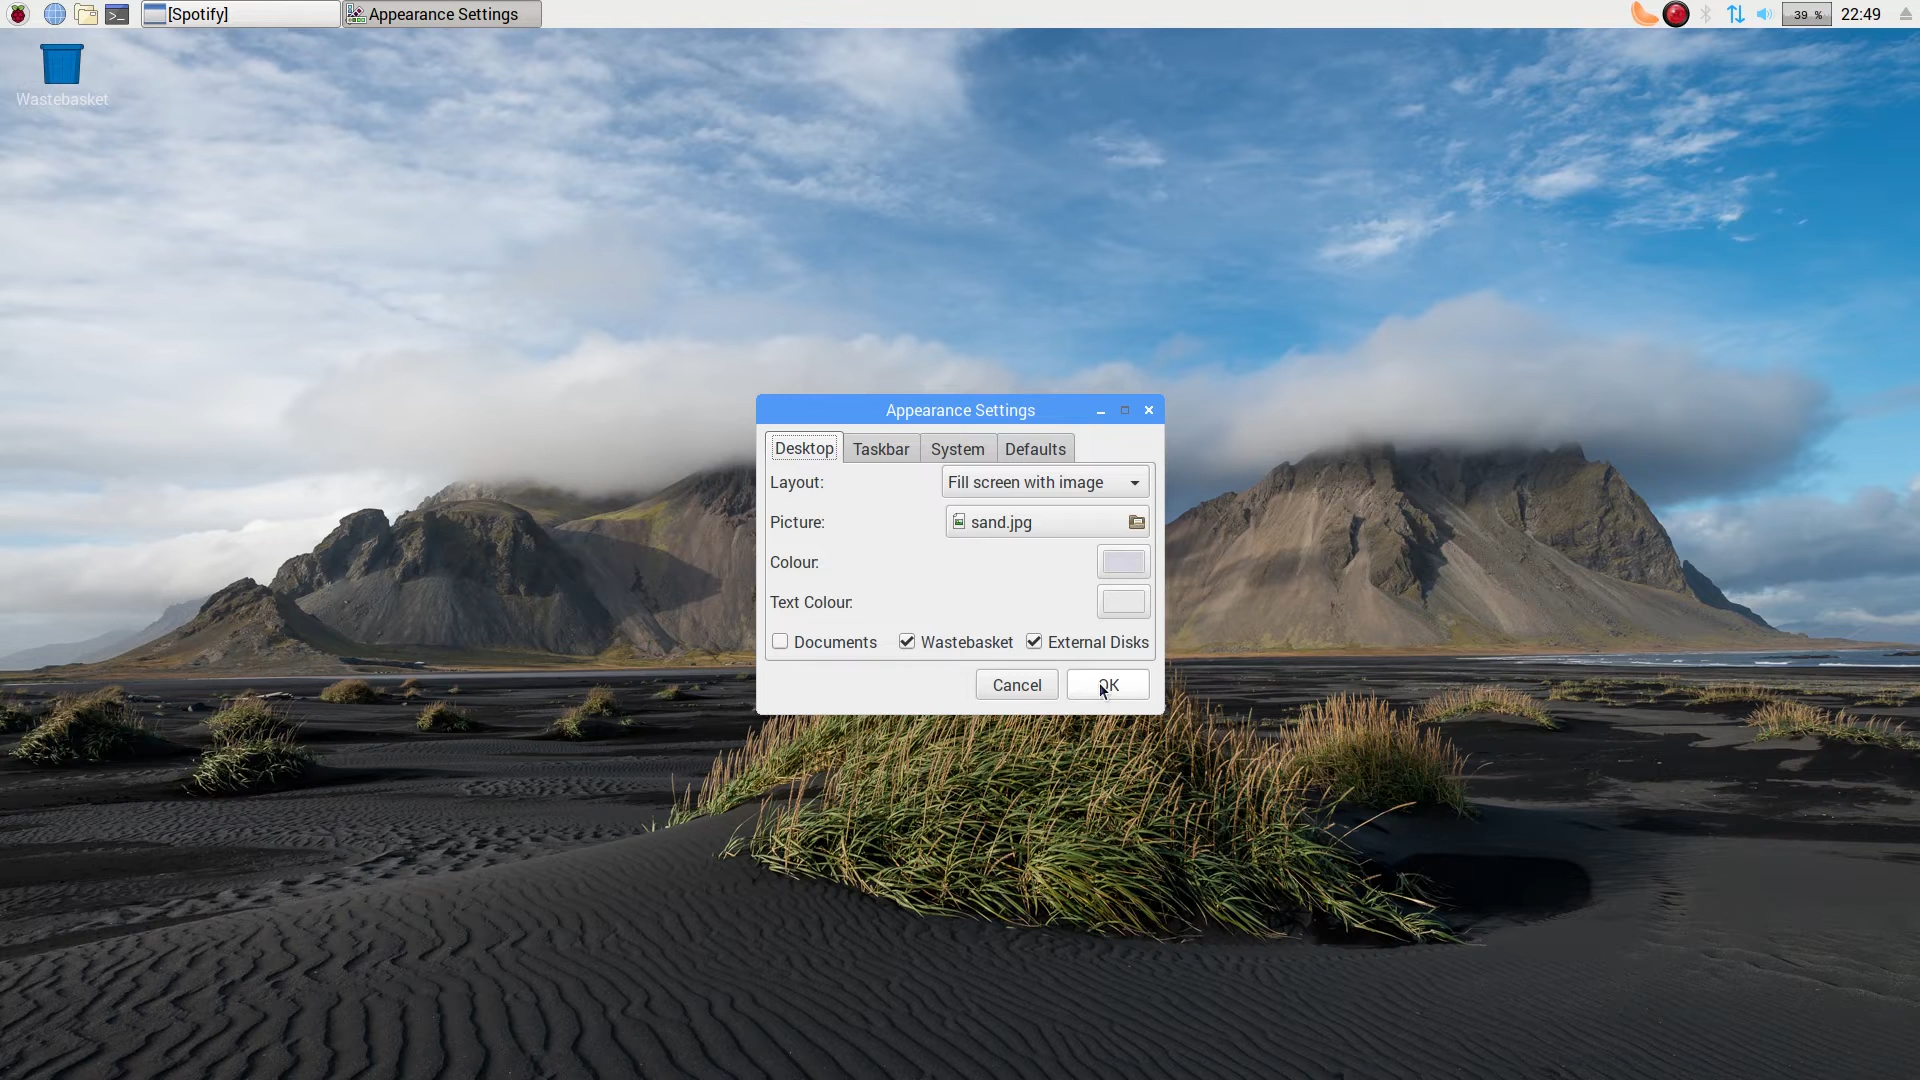 [Spotify] Appearance Settings 39 % 22:49
Wastebasket
Appearance Settings
Desktop Taskbar System Defaults
Layout: Fill screen with image
Picture: sand.jpg
Colour:
Text Colour:
Documents Wastebasket External Disks
Cancel OK